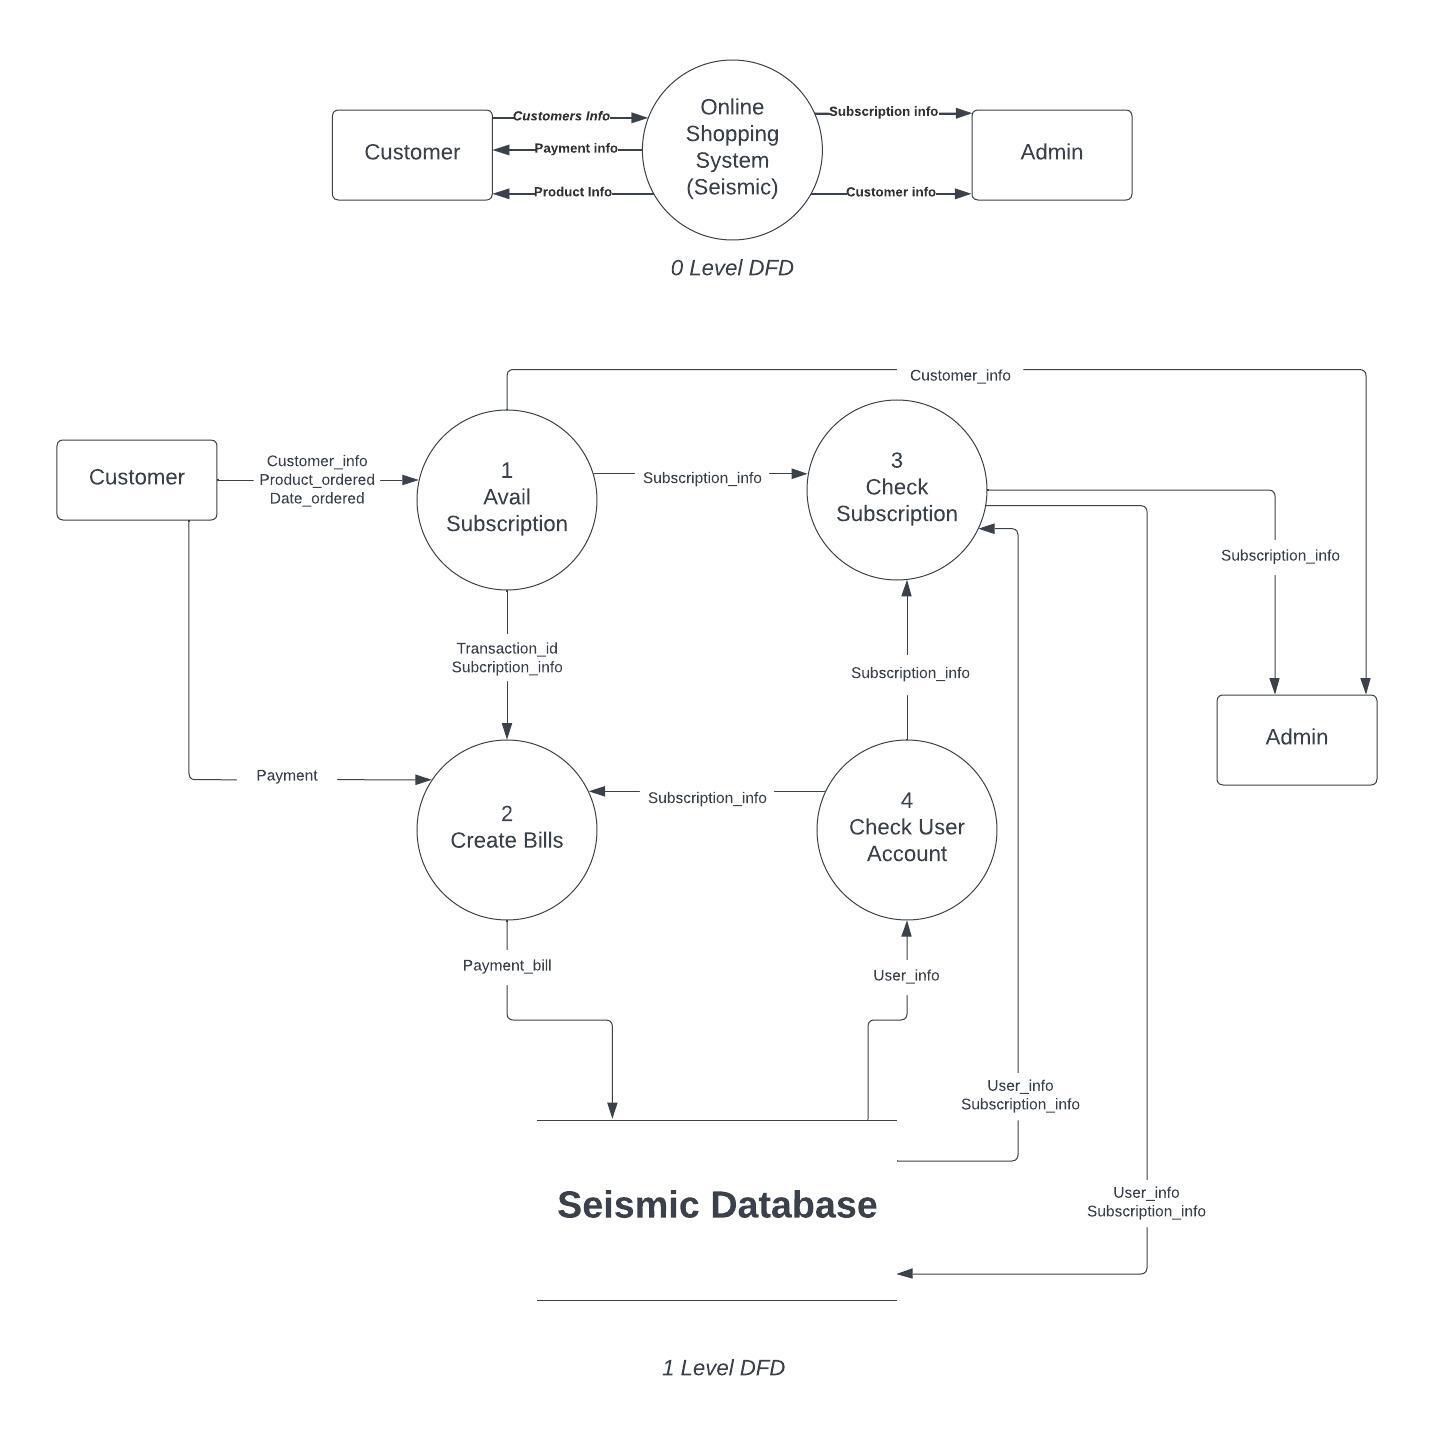 Customer
Customers Info
Payment info
Product Info
Online
Shopping
System
(Seismic)
Subscription info
Customer info
Admin
0 Level DFD
Customer_info
Customer
Customer_info
Product_ordered
Date_ordered
1
Avail
Subscription
Subscription_info
3
Check
Subscription
Subscription_info
Transaction_id
Subcription_info
Subscription_info
Admin
Payment
2
Create Bills
Subscription_info
4
Check User
Account
Payment_bill
User_info
User_info
Subscription_info
Seismic Database
User_info
Subscription_info
1 Level DFD